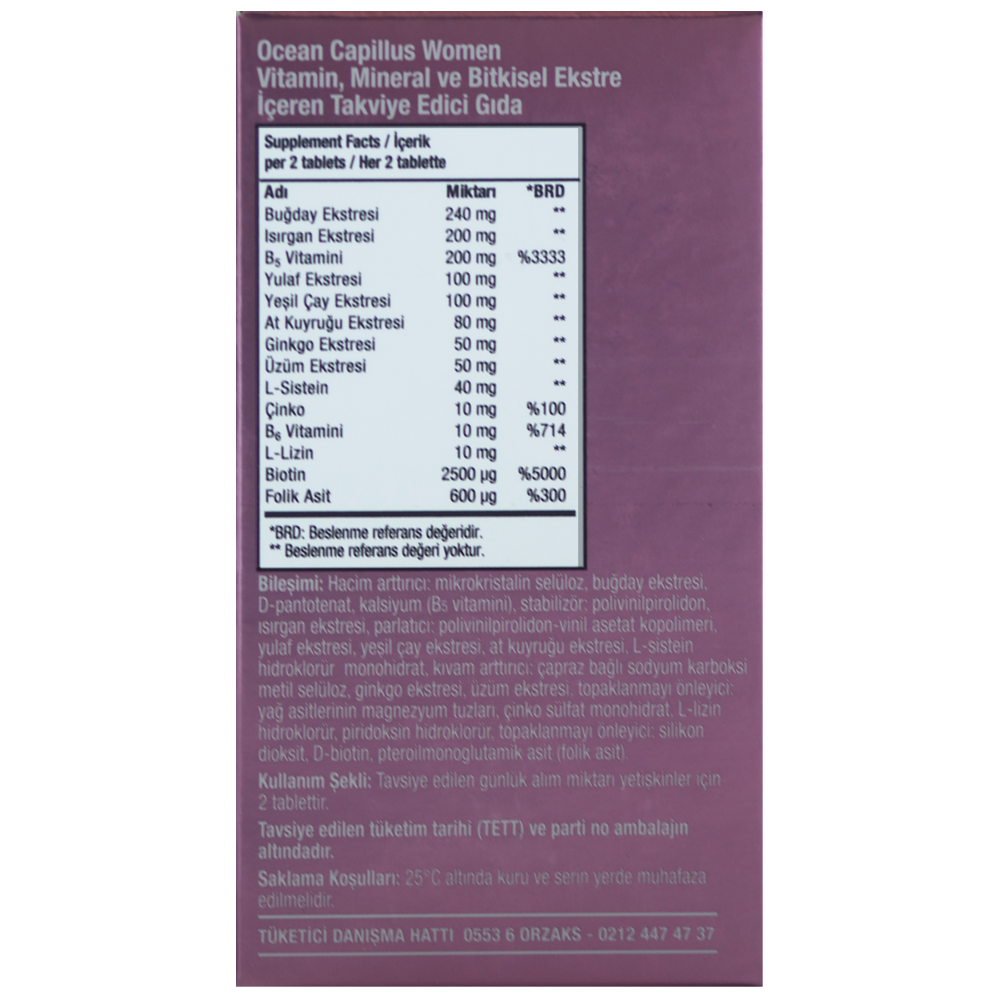 Ocean Capillus Women
Vitamin, Mineral ve Bitkisel Ekstre
İçeren Takviye Edici Gıda
Supplement Facts / İçerik
per 2 tablets / Her 2 tablette
Adı Miktarı *BRD
Buğday Ekstresi 240 mg **
Isırgan Ekstresi 200 mg **
B5 Vitamini 200 mg %3333
Yulaf Ekstresi 100 mg **
Yeşil Çay Ekstresi 100 mg **
At Kuyruğu Ekstresi 80 mg **
Ginkgo Ekstresi 50 mg **
Üzüm Ekstresi 50 mg **
L-Sistein 40 mg **
Çinko 10 mg %100
B6 Vitamini 10 mg %714
L-Lizin 10 mg **
Biotin 2500 µg %5000
Folik Asit 600 µg %300
*BRD: Beslenme referans değeridir.
** Beslenme referans değeri yoktur.
Bileşimi: Hacim arttırıcı: mikrokristalin selüloz, buğday ekstresi,
D-pantotenat, kalsiyum (B5 vitamini), stabilizör: polivinilpirolidon,
ısırgan ekstresi, parlatıcı: polivinilpirolidon-vinil asetat kopolimeri,
yulaf ekstresi, yeşil çay ekstresi, at kuyruğu ekstresi, L-sistein
hidroklorür monohidrat, kıvam arttırıcı: çapraz bağlı sodyum karboksi
metil selüloz, ginkgo ekstresi, üzüm ekstresi, topaklanmayı önleyici:
yağ asitlerinin magnezyum tuzları, çinko sülfat monohidrat, L-lizin
hidroklorür, piridoksin hidroklorür, topaklanmayı önleyici: silikon
dioksit, D-biotin, pteroilmonoglutamik asit (folik asit).
Kullanım Şekli: Tavsiye edilen günlük alım miktarı yetişkinler için
2 tablettir.
Tavsiye edilen tüketim tarihi (TETT) ve parti no ambalajın
altındadır.
Saklama Koşulları: 25°C altında kuru ve serin yerde muhafaza
edilmelidir.
TÜKETİCİ DANIŞMA HATTI 0553 6 ORZAKS - 0212 447 47 37